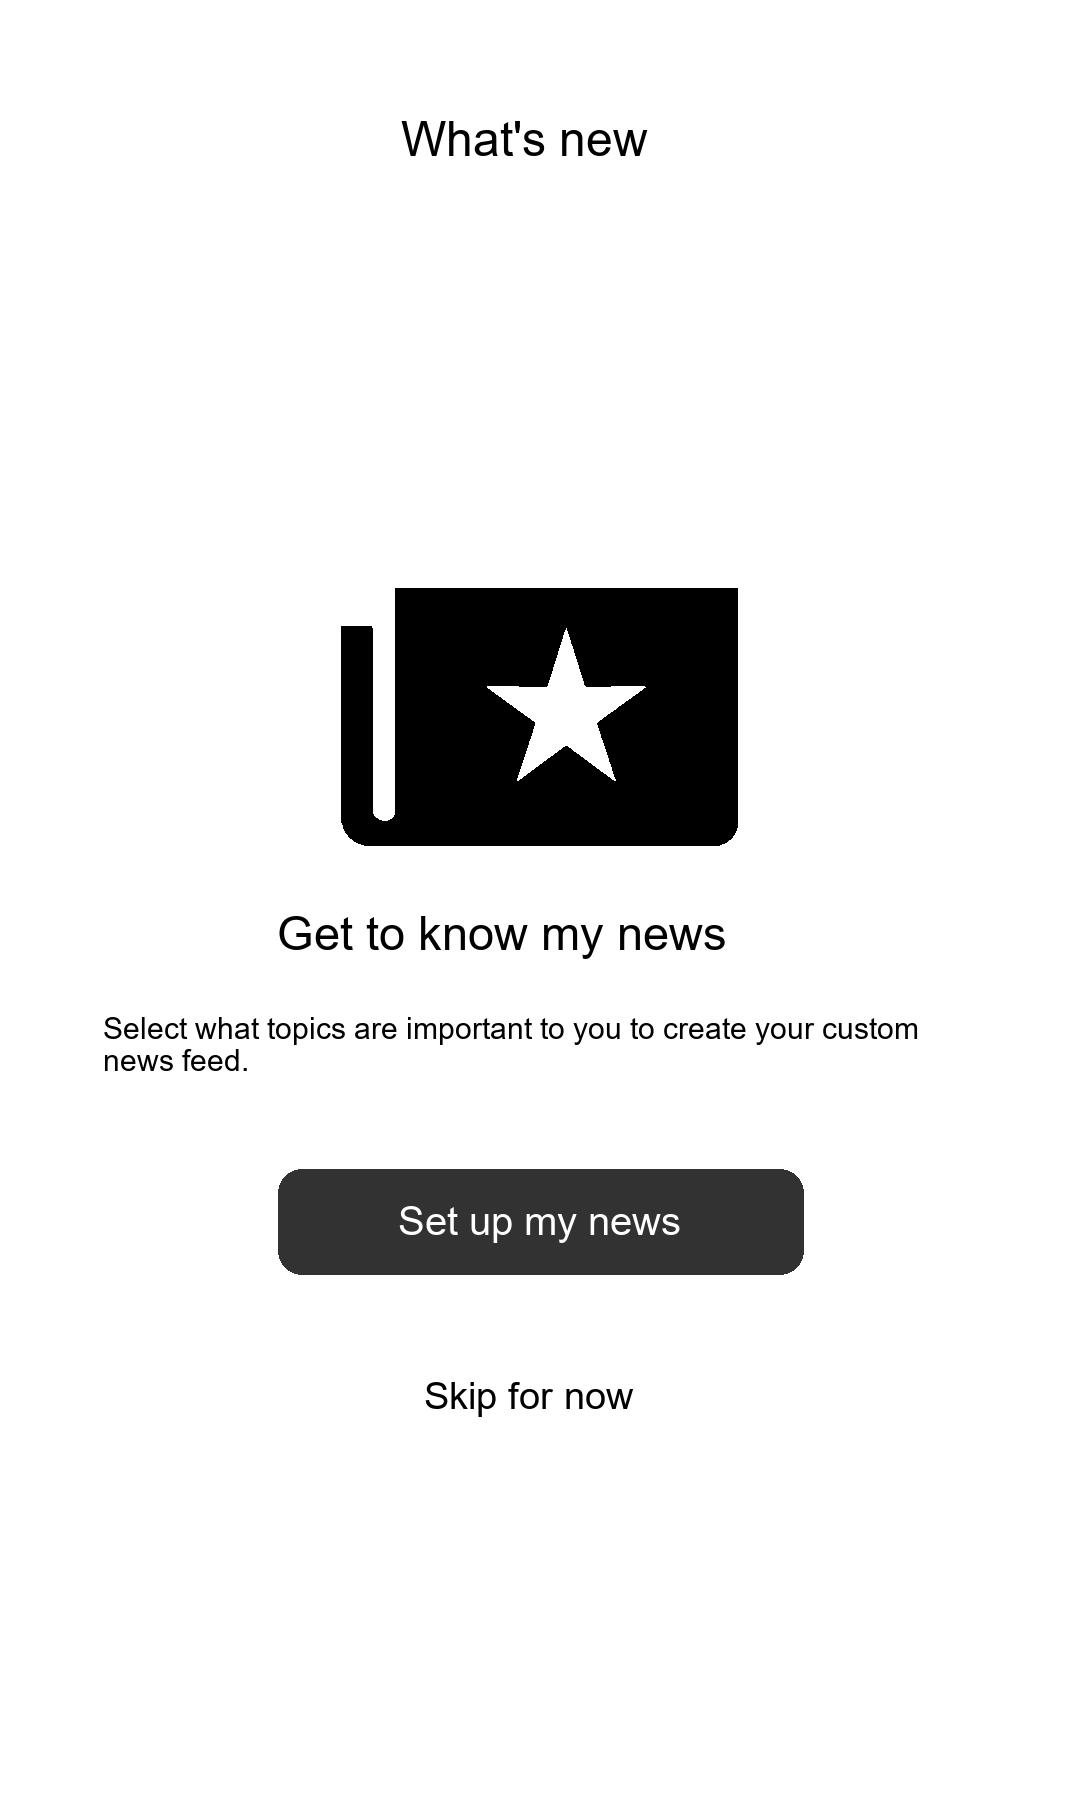 What's new
Get to know my news
Select what topics are important to you to create your custom
news feed.
Set up my news
Skip for now